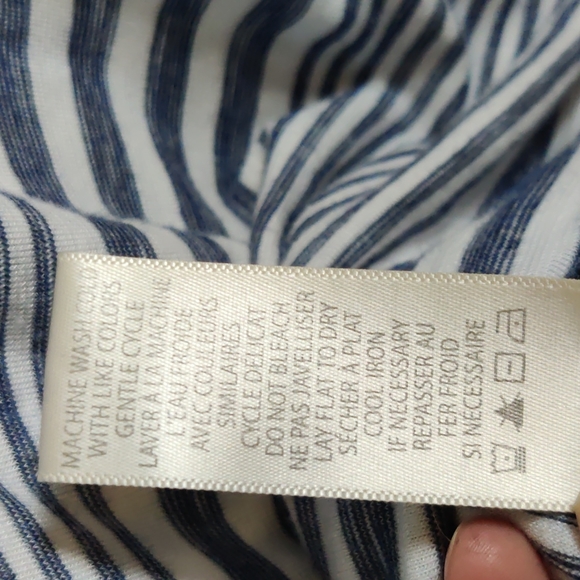 MACHINE WASH COLD
WITH LIKE COLORS
GENTLE CYCLE
LAVER À LA MACHINE
L'EAU FROIDE
AVEC COULEURS
SIMILAIRES
CYCLE DELICAT
DO NOT BLEACH
NE PAS JAVELLISER
LAY FLAT TO DRY
SÉCHER À PLAT
COOL IRON
IF NECESSARY
REPASSER AU
FER FROID
SI NECESSAIRE